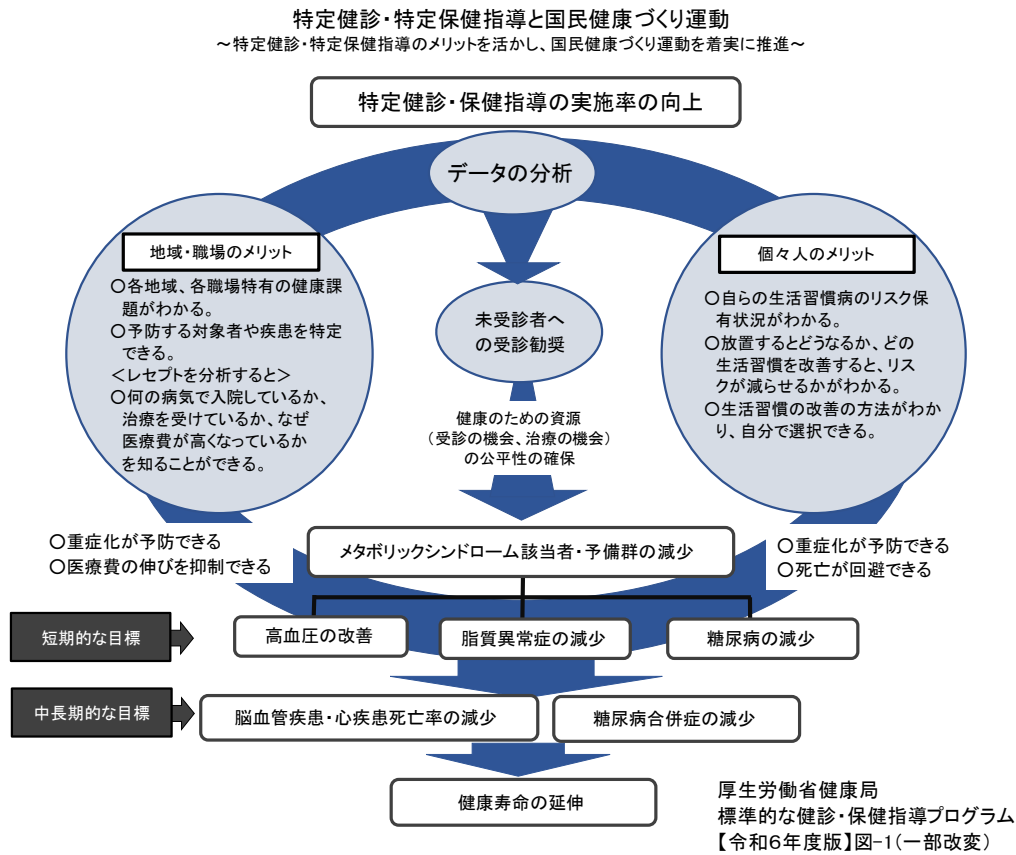 特定健診・特定保健指導と国民健康づくり運動
～特定健診・特定保健指導のメリットを活かし、国民健康づくり運動を着実に推進～
特定健診・保健指導の実施率の向上
データの分析
地域・職場のメリット
〇各地域、各職場特有の健康課
題がわかる。
〇予防する対象者や疾患を特定
できる。
＜レセプトを分析すると＞
〇何の病気で入院しているか、
治療を受けているか、なぜ
医療費が高くなっているか
を知ることができる。
未受診者へ
の受診勧奨
個々人のメリット
〇自らの生活習慣病のリスク保
有状況がわかる。
〇放置するとどうなるか、どの
生活習慣を改善すると、リス
クが減らせるかがわかる。
〇生活習慣の改善の方法がわか
り、自分で選択できる。
健康のための資源
（受診の機会、治療の機会）
の公平性の確保
〇重症化が予防できる
〇医療費の伸びを抑制できる
メタボリックシンドローム該当者・予備群の減少
〇重症化が予防できる
〇死亡が回避できる
短期的な目標
高血圧の改善
脂質異常症の減少
糖尿病の減少
中長期的な目標
脳血管疾患・心疾患死亡率の減少
糖尿病合併症の減少
健康寿命の延伸
厚生労働省健康局
標準的な健診・保健指導プログラム
【令和６年度版】図-1（一部改変）